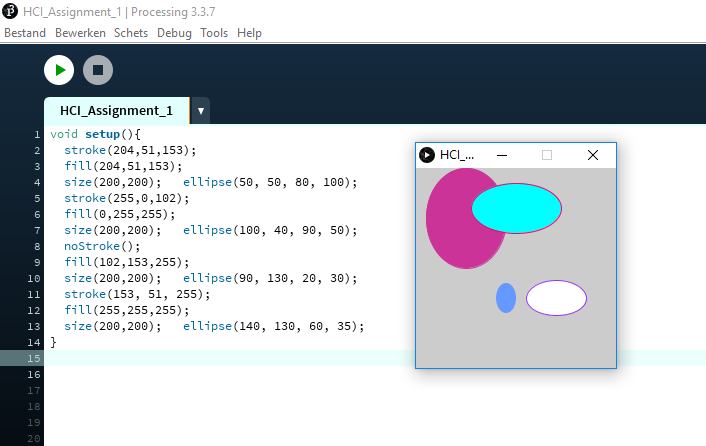 HCI_Assignment_1 | Processing 3.3.7
Bestand Bewerken Schets Debug Tools Help
HCI_Assignment_1 ▼
1 void setup(){
2 stroke(204,51,153);
3 fill(204,51,153);
4 size(200,200); ellipse(50, 50, 80, 100);
5 stroke(255,0,102);
6 fill(0,255,255);
7 size(200,200); ellipse(100, 40, 90, 50);
8 noStroke();
9 fill(102,153,255);
10 size(200,200); ellipse(90, 130, 20, 30);
11 stroke(153, 51, 255);
12 fill(255,255,255);
13 size(200,200); ellipse(140, 130, 60, 35);
14 }
15
16
17
18
19
20
HCI_...